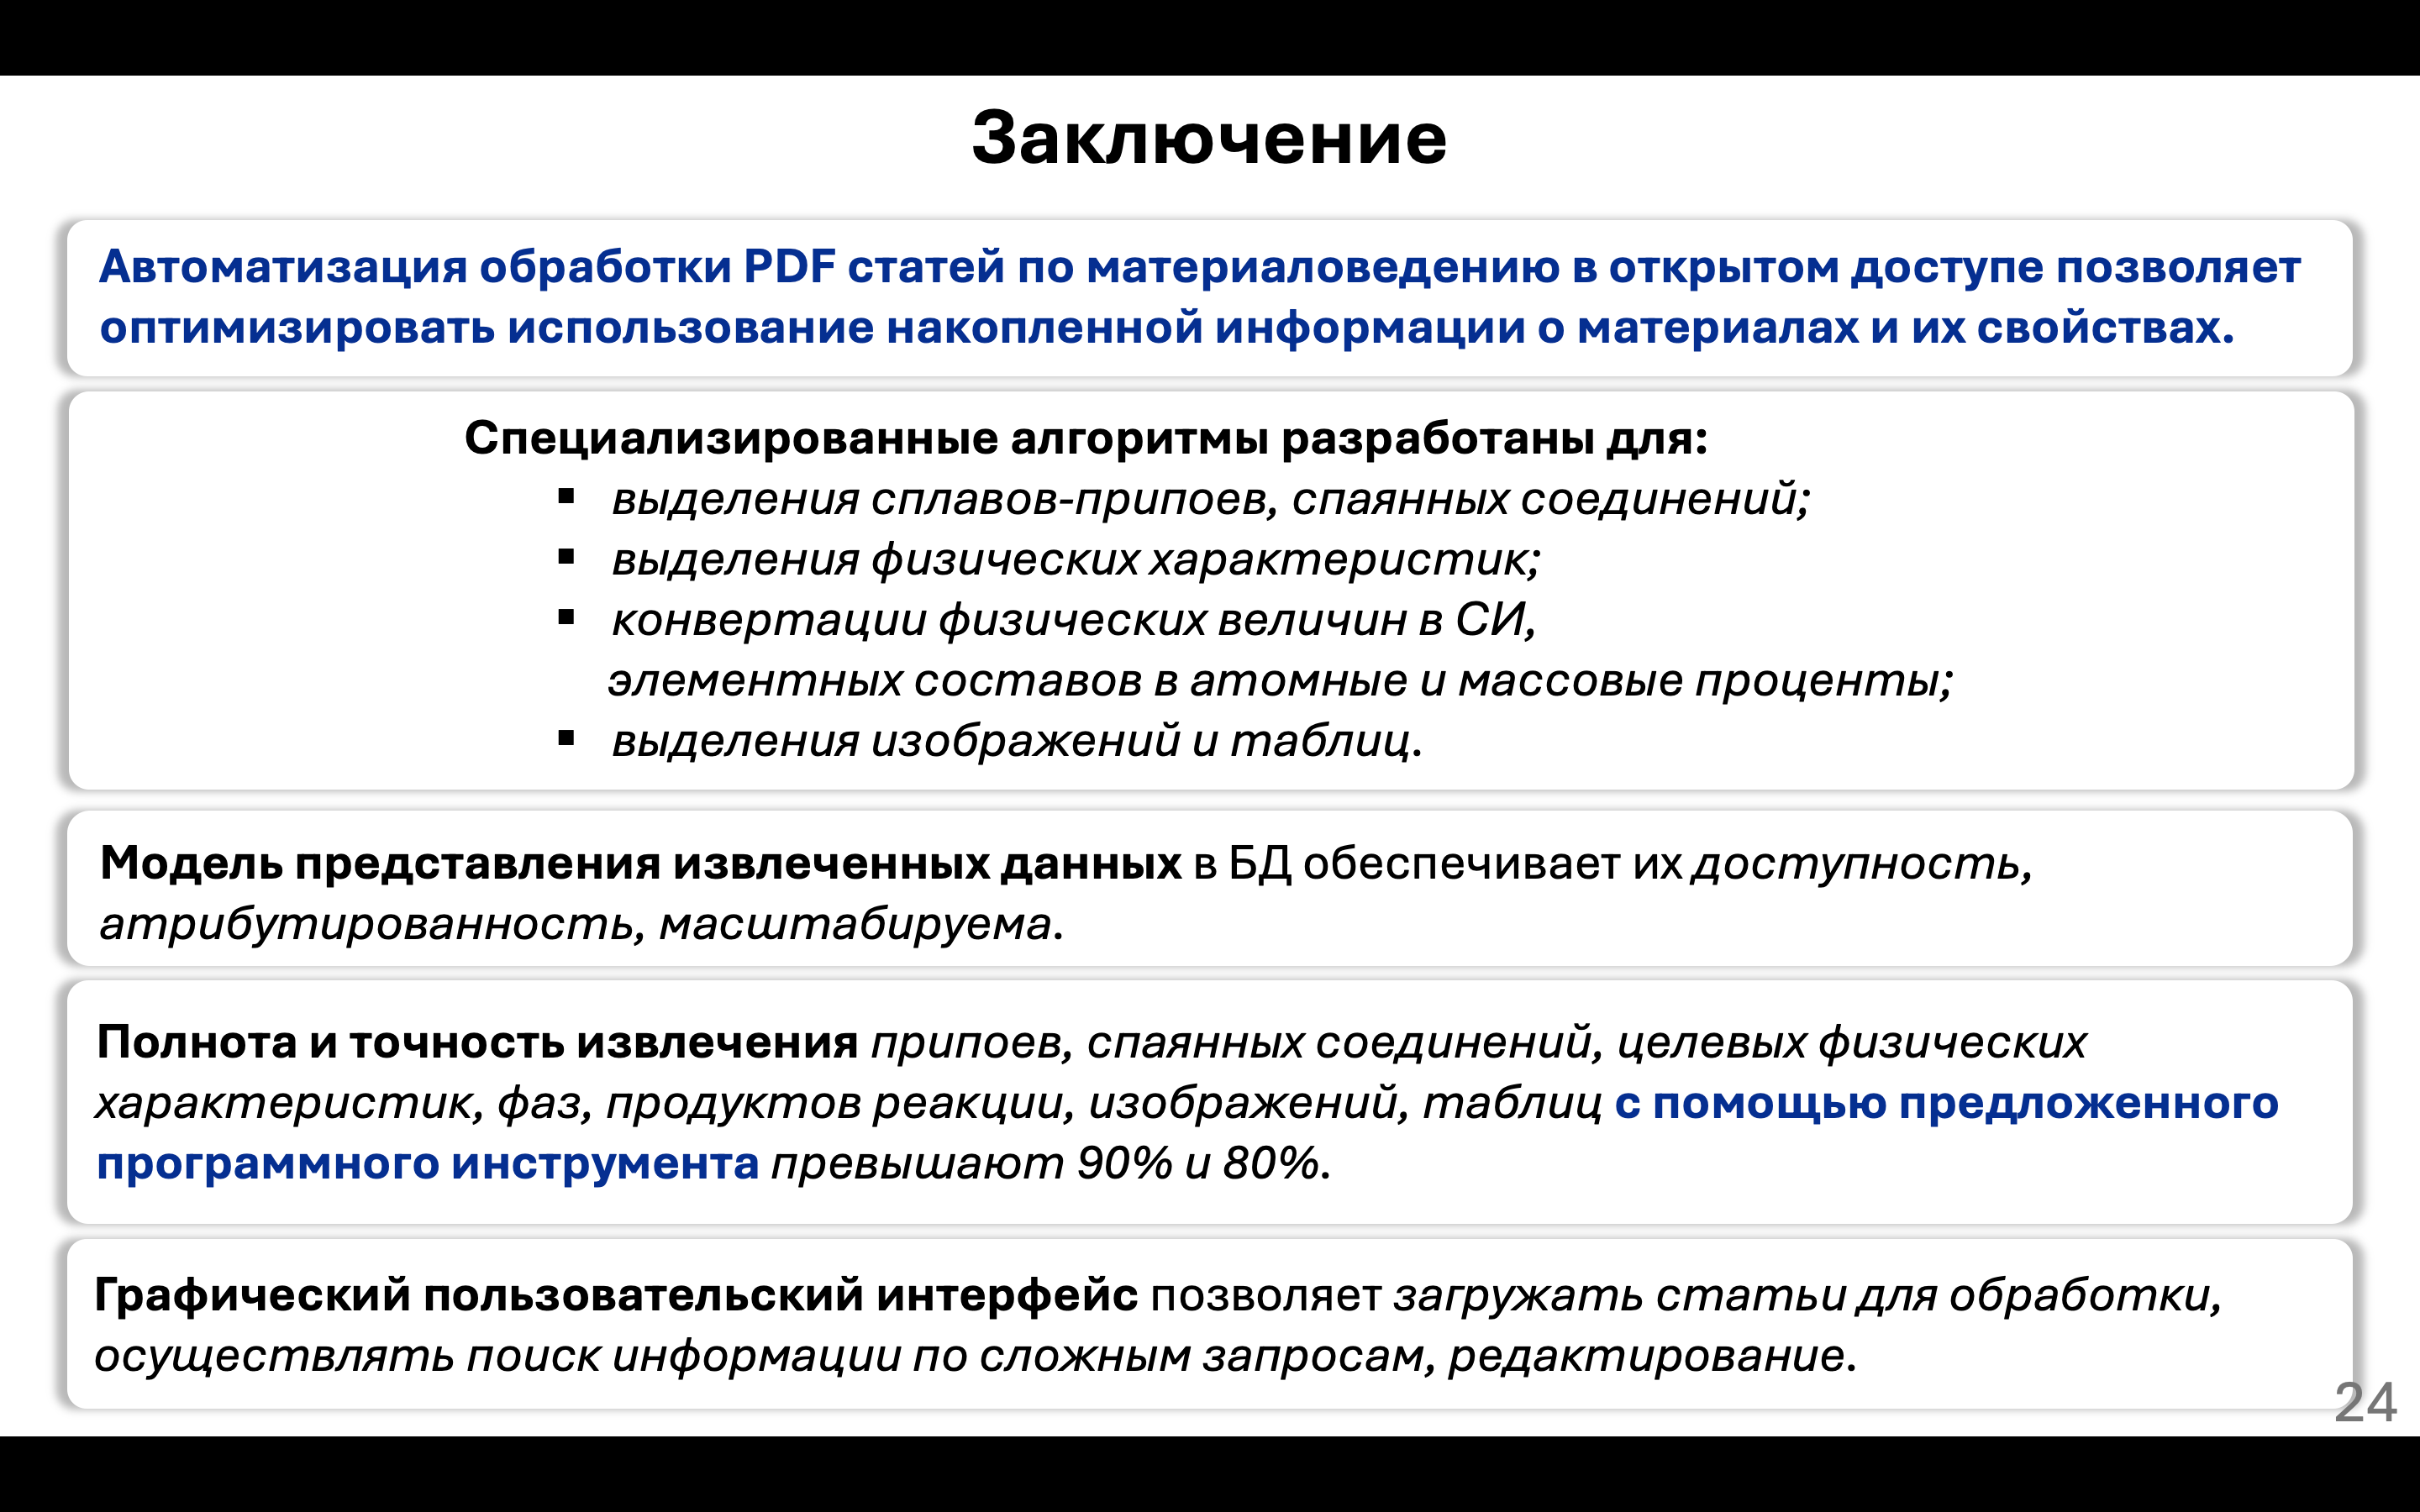 Заключение
Автоматизация обработки PDF статей по материаловедению в открытом доступе позволяет
оптимизировать использование накопленной информации о материалах и их свойствах.
Специализированные алгоритмы разработаны для:
▪ выделения сплавов-припоев, спаянных соединений;
▪ выделения физических характеристик;
▪ конвертации физических величин в СИ,
элементных составов в атомные и массовые проценты;
▪ выделения изображений и таблиц.
Модель представления извлеченных данных в БД обеспечивает их доступность,
атрибутированность, масштабируема.
Полнота и точность извлечения припоев, спаянных соединений, целевых физических
характеристик, фаз, продуктов реакции, изображений, таблиц с помощью предложенного
программного инструмента превышают 90% и 80%.
Графический пользовательский интерфейс позволяет загружать статьи для обработки,
осуществлять поиск информации по сложным запросам, редактирование.
24